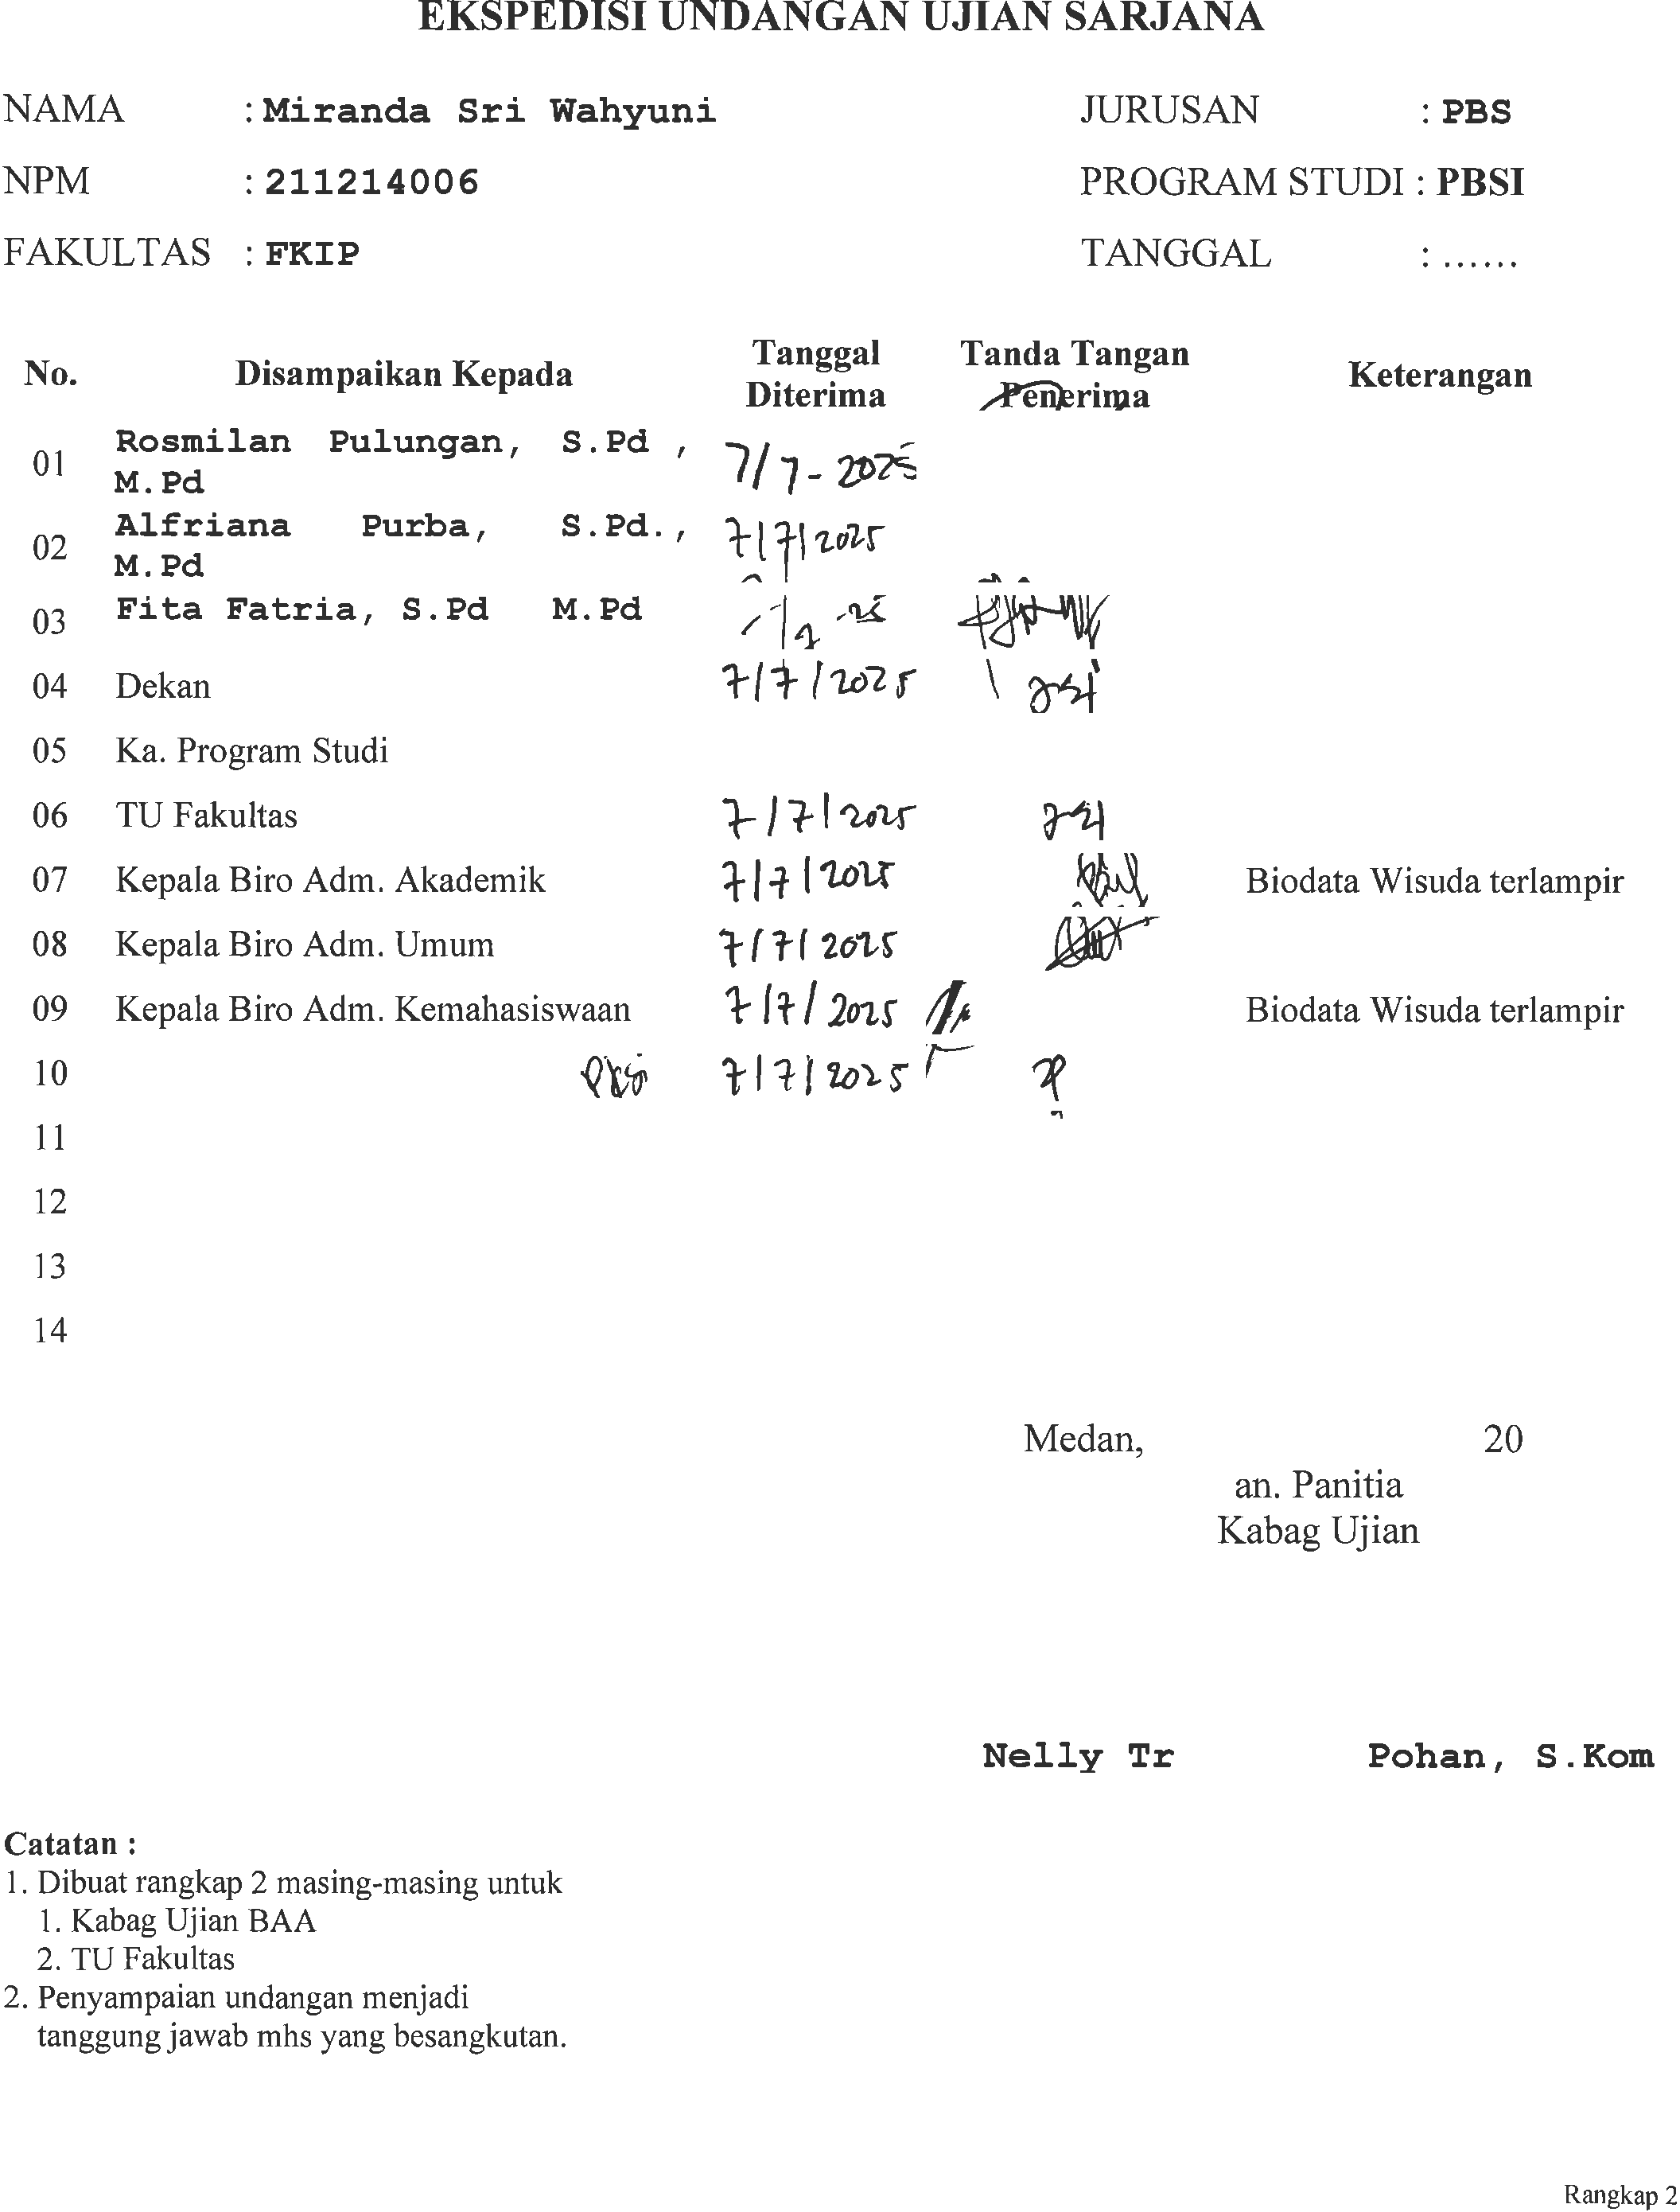 EKSPEDISI UNDANGAN UJIAN SARJANA
NAMA : Miranda Sri Wahyuni JURUSAN : PBS
NPM : 211214006 PROGRAM STUDI : PBSI
FAKULTAS : FKIP TANGGAL : ......
No. Disampaikan Kepada Tanggal Diterima Tanda Tangan Penerima Keterangan
01 Rosmilan Pulungan, S.Pd , M.Pd 7/7-2025
02 Alfriana Purba, S.Pd., M.Pd 7/7/2025
03 Fita Fatria, S.Pd M.Pd
04 Dekan 7/7/2025
05 Ka. Program Studi
06 TU Fakultas 7/7/2025
07 Kepala Biro Adm. Akademik 7/7/2025 Biodata Wisuda terlampir
08 Kepala Biro Adm. Umum 7/7/2025
09 Kepala Biro Adm. Kemahasiswaan 7/7/2025 Biodata Wisuda terlampir
10 7/7/2025
11
12
13
14
Medan, 20
an. Panitia
Kabag Ujian
Nelly Tr Pohan, S.Kom
Catatan :
1. Dibuat rangkap 2 masing-masing untuk
1. Kabag Ujian BAA
2. TU Fakultas
2. Penyampaian undangan menjadi
tanggung jawab mhs yang besangkutan.
Rangkap 2